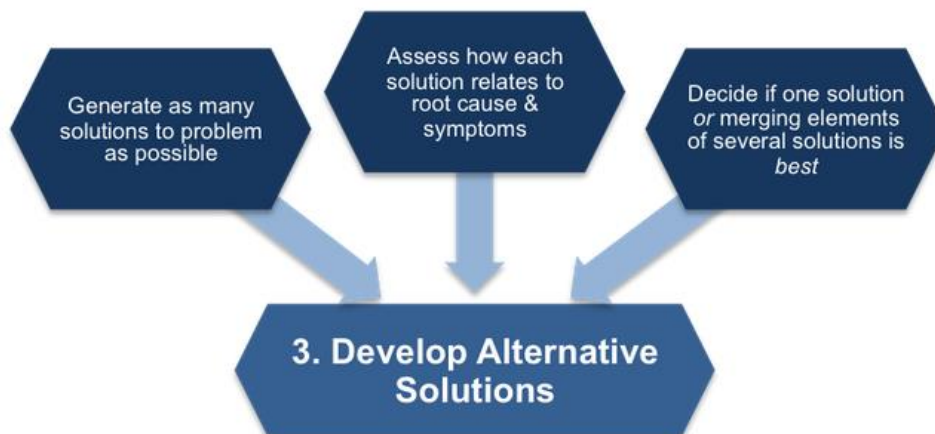 Generate as many
solutions to problem
as possible
Assess how each
solution relates to
root cause &
symptoms
Decide if one solution
or merging elements
of several solutions is
best
3. Develop Alternative
Solutions